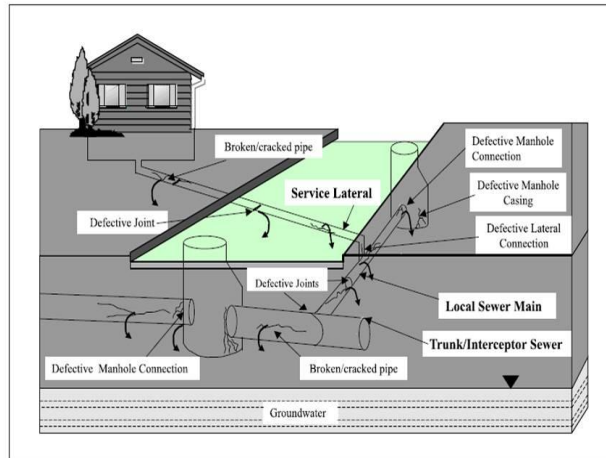 Broken/cracked pipe
Defective Manhole
Connection
Service Lateral
Defective Manhole
Casing
Defective Joint
Defective Lateral
Connection
Defective Joints
Local Sewer Main
Trunk/Interceptor Sewer
Defective Manhole Connection
Broken/cracked pipe
Groundwater